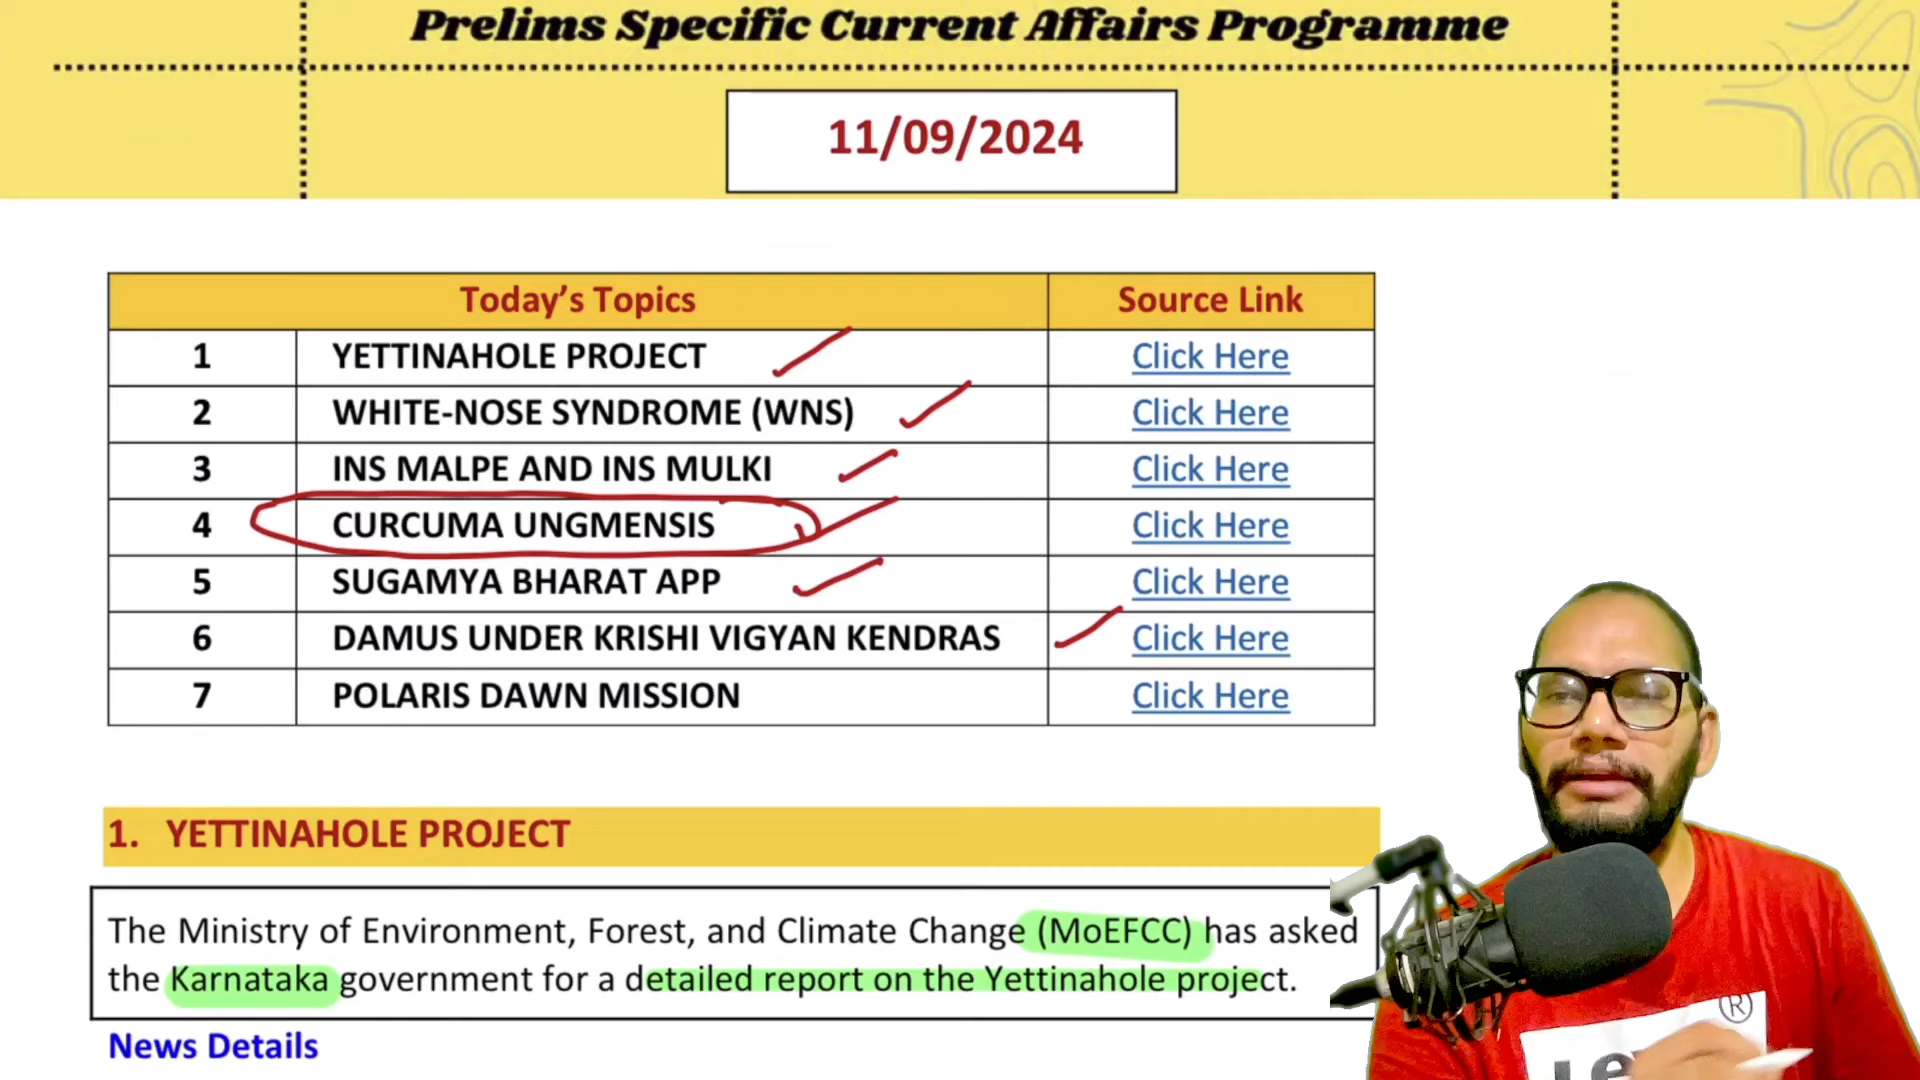 Prelims Specific Current Affairs Programme
11/09/2024
Today's Topics Source Link
1 YETTINAHOLE PROJECT Click Here
2 WHITE-NOSE SYNDROME (WNS) Click Here
3 INS MALPE AND INS MULKI Click Here
4 CURCUMA UNGMENSIS Click Here
5 SUGAMYA BHARAT APP Click Here
6 DAMUS UNDER KRISHI VIGYAN KENDRAS Click Here
7 POLARIS DAWN MISSION Click Here
1. YETTINAHOLE PROJECT
The Ministry of Environment, Forest, and Climate Change (MoEFCC) has asked
the Karnataka government for a detailed report on the Yettinahole project.
News Details
®